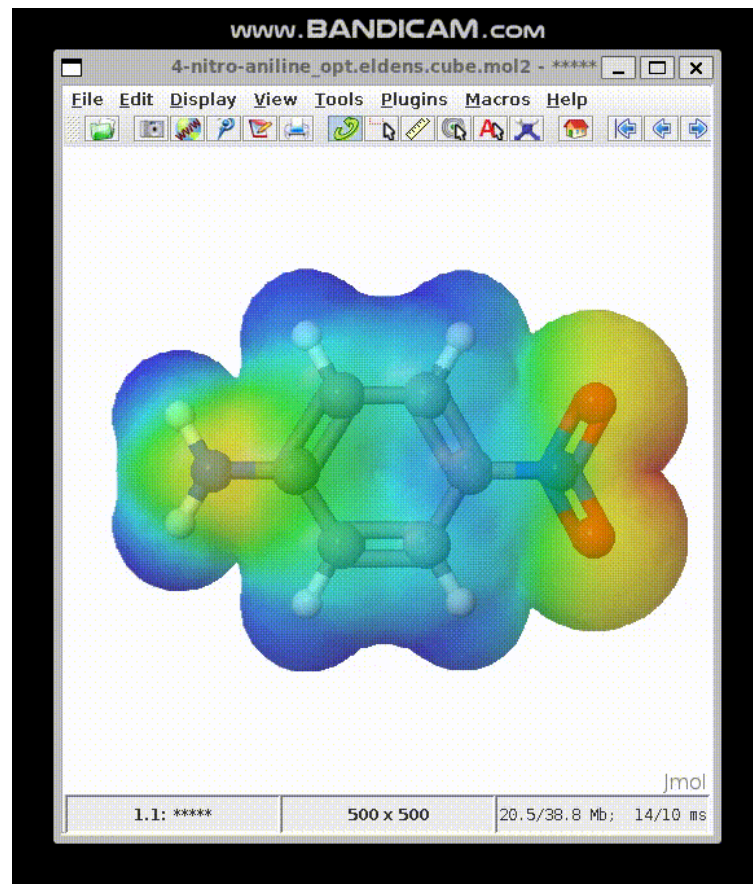 www.BANDICAM.com
4-nitro-aniline_opt.eldens.cube.mol2 - *****
File Edit Display View Tools Plugins Macros Help
Jmol
1.1: ***** 500 x 500 20.5/38.8 Mb; 14/10 ms